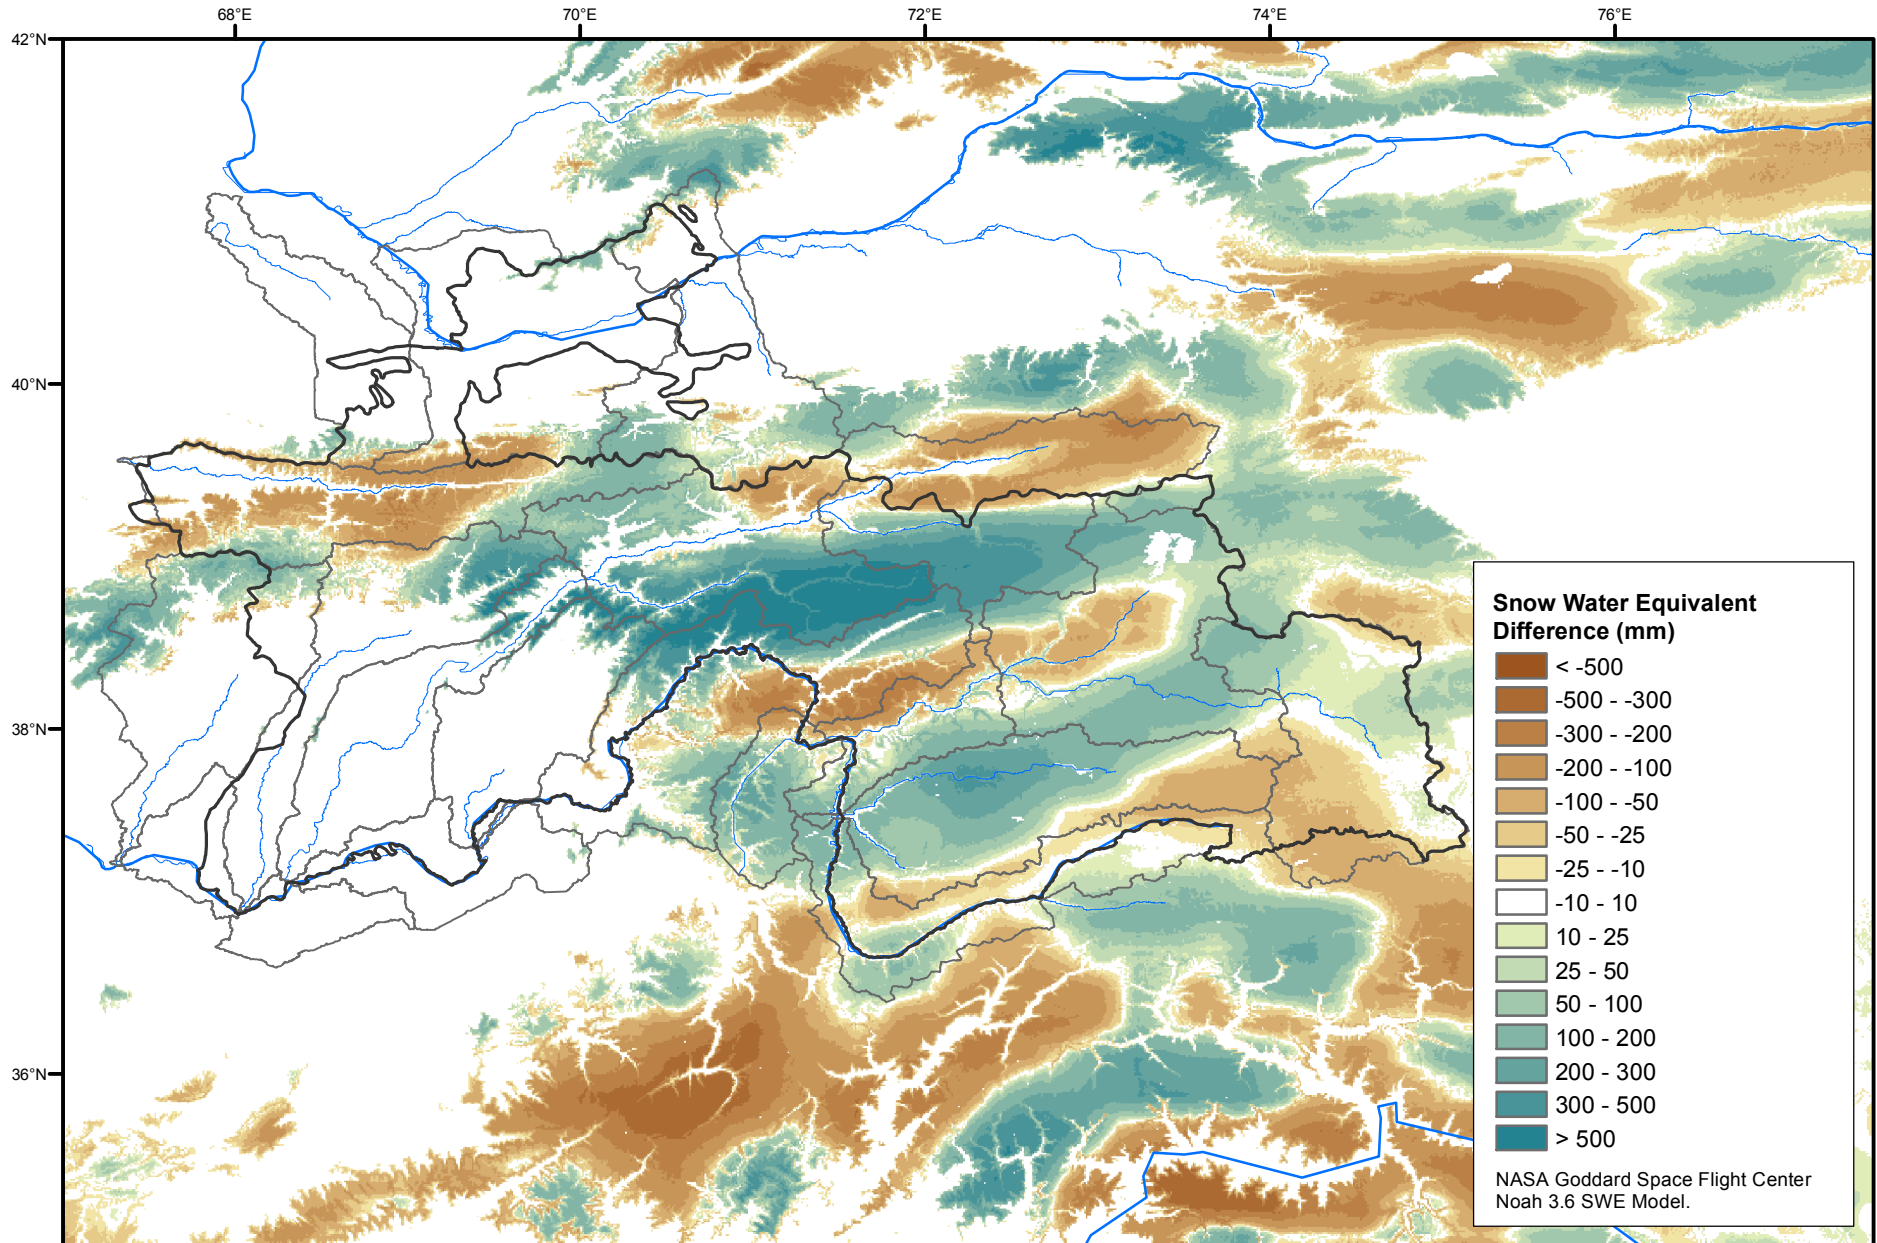 68°E 70°E 72°E 74°E 76°E
42°N
40°N
38°N
36°N
Snow Water Equivalent
Difference (mm)
< -500
-500 - -300
-300 - -200
-200 - -100
-100 - -50
-50 - -25
-25 - -10
-10 - 10
10 - 25
25 - 50
50 - 100
100 - 200
200 - 300
300 - 500
> 500
NASA Goddard Space Flight Center
Noah 3.6 SWE Model.